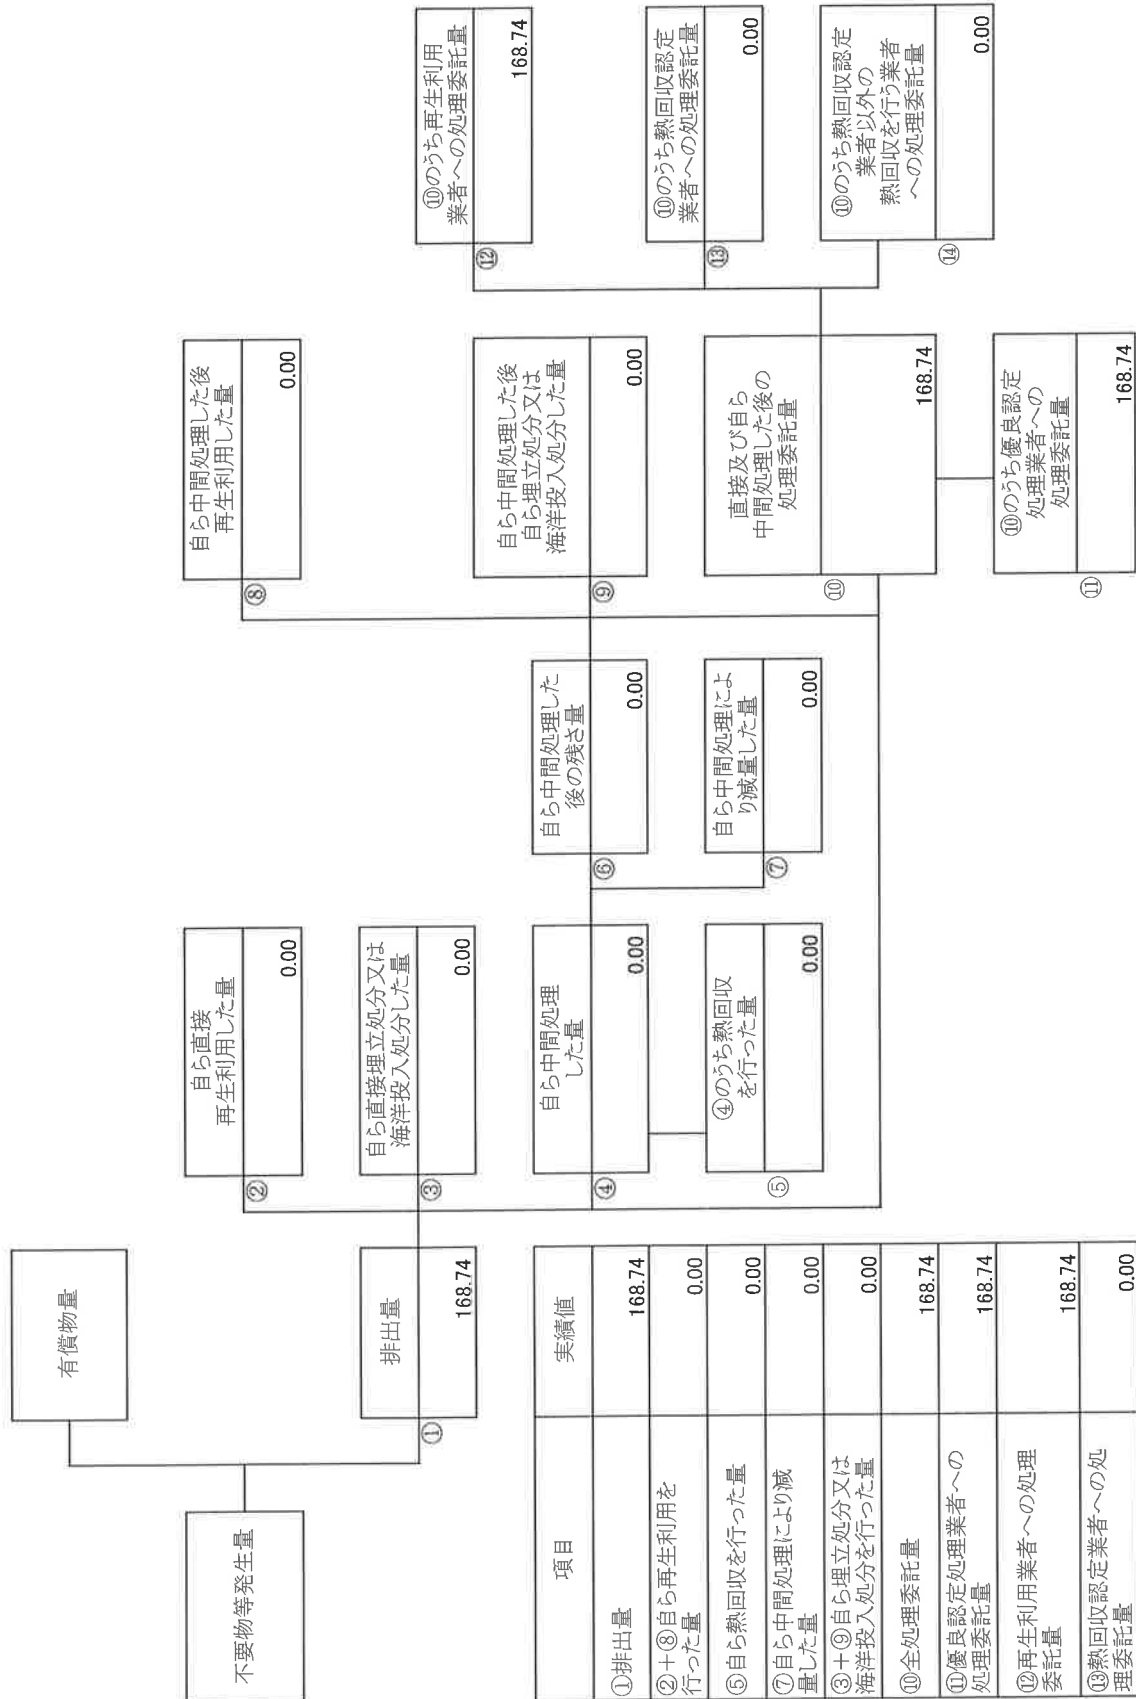 不要物等発生量
有償物量
①
排出量
168.74
②
自ら直接
再生利用した量
0.00
③
自ら直接埋立処分又は
海洋投入処分した量
0.00
④
自ら中間処理
した量
0.00
⑤
④のうち熱回収
を行った量
0.00
⑥
自ら中間処理した
後の残さ量
0.00
⑦
自ら中間処理によ
り減量した量
0.00
⑧
自ら中間処理した後
再生利用した量
0.00
⑨
自ら中間処理した後
自ら埋立処分又は
海洋投入処分した量
0.00
⑩
直接及び自ら
中間処理した後の
処理委託量
168.74
⑪
⑩のうち優良認定
処理業者への
処理委託量
168.74
⑫
⑩のうち再生利用
業者への処理委託量
168.74
⑬
⑩のうち熱回収認定
業者への処理委託量
0.00
⑭
⑩のうち熱回収認定
業者以外の
熱回収を行う業者
への処理委託量
0.00
項目 実績値
①排出量 168.74
②+⑧自ら再生利用を
行った量 0.00
⑤自ら熱回収を行った量 0.00
⑦自ら中間処理により減
量した量 0.00
③+⑨自ら埋立処分又は
海洋投入処分を行った量 0.00
⑩全処理委託量 168.74
⑪優良認定処理業者への
処理委託量 168.74
⑫再生利用業者への処理
委託量 168.74
⑬熱回収認定業者への処
理委託量 0.00